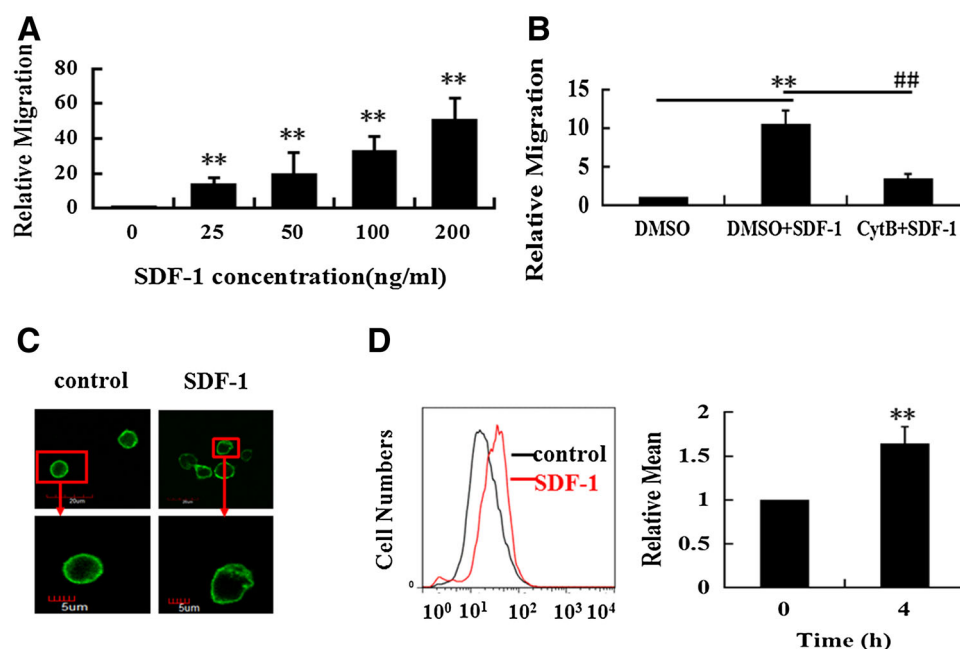 A
80
60
40
20
0
Relative Migration
** ** ** **
0 25 50 100 200
SDF-1 concentration(ng/ml)
B
15
10
5
0
Relative Migration
** ##
DMSO DMSO+SDF-1 CytB+SDF-1
C
control SDF-1
20um
5um 5um
D
Cell Numbers
control
SDF-1
0
10⁰ 10¹ 10² 10³ 10⁴
2
1.5
1
0.5
0
Relative Mean
**
0 4
Time (h)